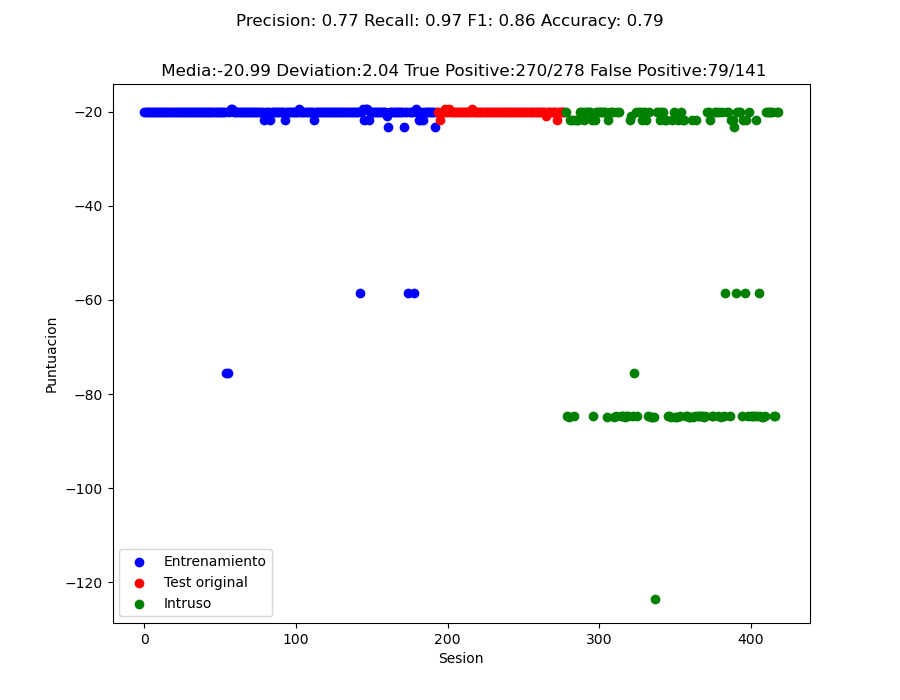 Precision: 0.77 Recall: 0.97 F1: 0.86 Accuracy: 0.79
Media:-20.99 Deviation:2.04 True Positive:270/278 False Positive:79/141
−20
−40
−60
−80
−100
−120
Puntuacion
Entrenamiento
Test original
Intruso
0
100
200
300
400
Sesion